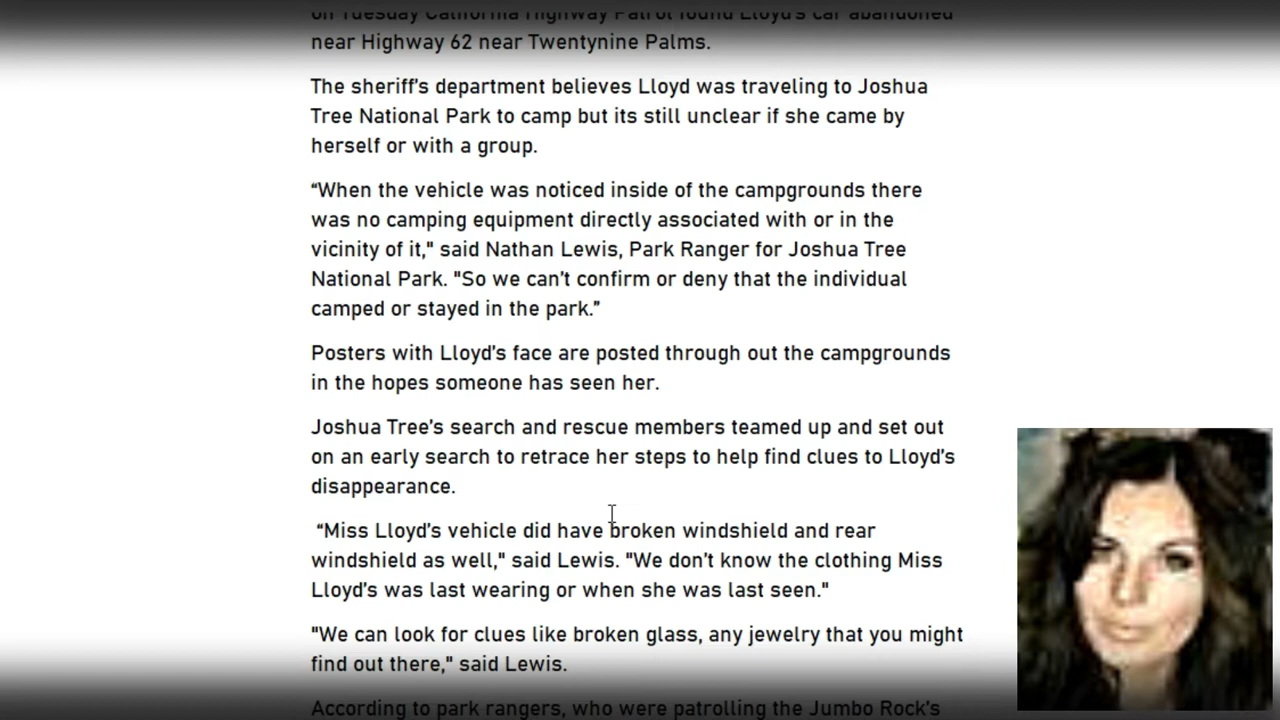 on Tuesday California Highway Patrol found Lloyd's car abandoned
near Highway 62 near Twentynine Palms.
The sheriff's department believes Lloyd was traveling to Joshua
Tree National Park to camp but its still unclear if she came by
herself or with a group.
“When the vehicle was noticed inside of the campgrounds there
was no camping equipment directly associated with or in the
vicinity of it," said Nathan Lewis, Park Ranger for Joshua Tree
National Park. "So we can't confirm or deny that the individual
camped or stayed in the park.”
Posters with Lloyd's face are posted through out the campgrounds
in the hopes someone has seen her.
Joshua Tree's search and rescue members teamed up and set out
on an early search to retrace her steps to help find clues to Lloyd's
disappearance.
“Miss Lloyd's vehicle did have broken windshield and rear
windshield as well," said Lewis. "We don't know the clothing Miss
Lloyd's was last wearing or when she was last seen."
"We can look for clues like broken glass, any jewelry that you might
find out there," said Lewis.
According to park rangers, who were patrolling the Jumbo Rock's